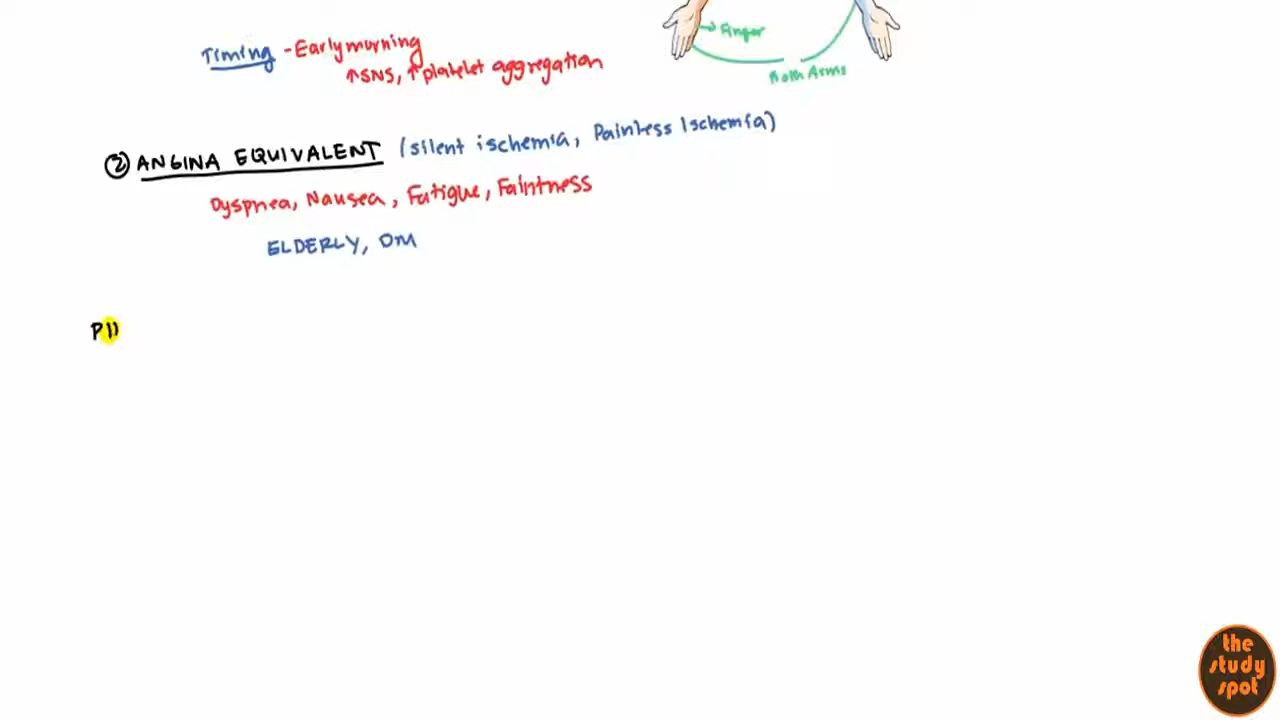 Timing - Early morning
↑SNS, ↑platelet aggregation
Finger
Both Arms
② ANGINA EQUIVALENT (silent ischemia, Painless Ischemia)
Dyspnea, Nausea, Fatigue, Faintness
ELDERLY, DM
the
study
spot